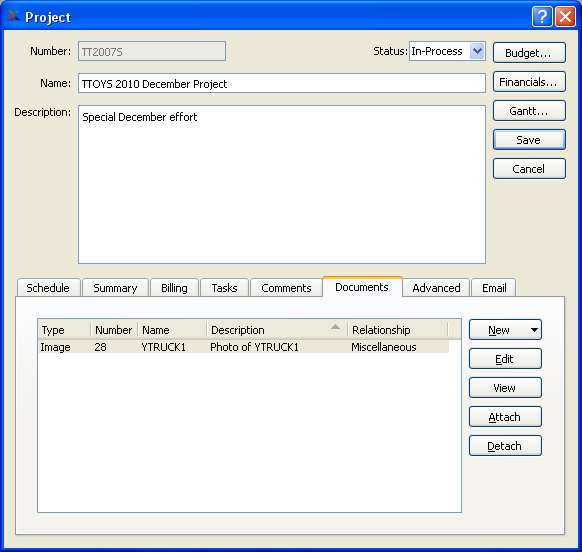 Project
Number: TT2007S Status: In-Process Budget...
Name: TTOYS 2010 December Project Financials...
Description: Special December effort Gantt...
Save
Cancel
Schedule Summary Billing Tasks Comments Documents Advanced Email
Type Number Name Description Relationship New
Image 28 YTRUCK1 Photo of YTRUCK1 Miscellaneous
Edit
View
Attach
Detach